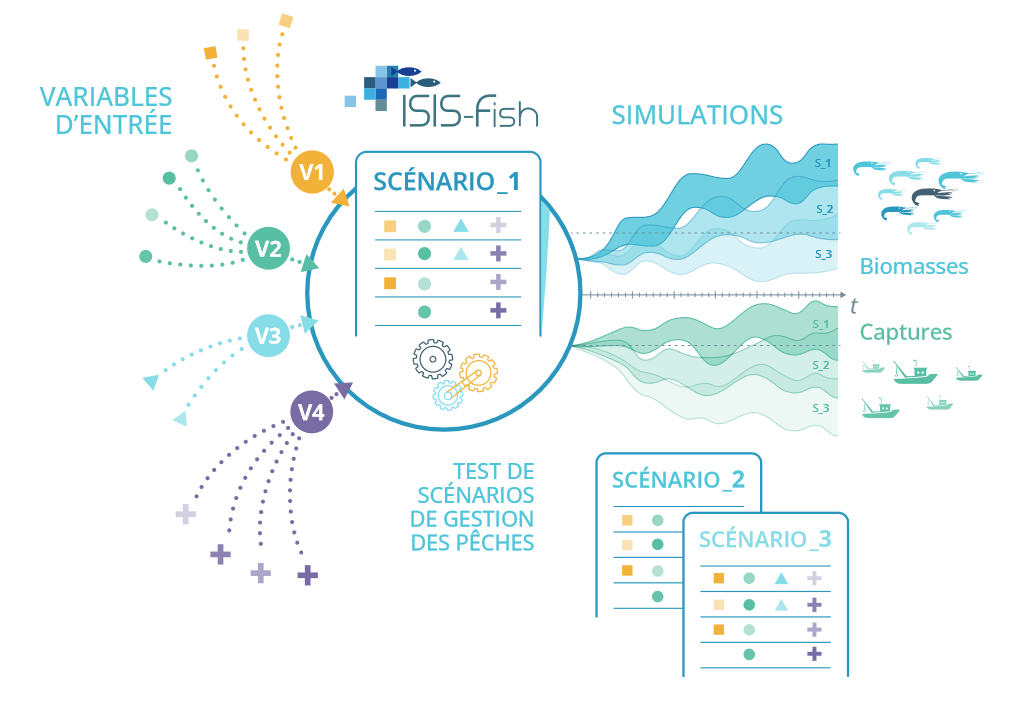 VARIABLES
D'ENTRÉE
V1
V2
V3
V4
ISIS-fish
SCÉNARIO_1
SIMULATIONS
S_1
S_2
S_3
Biomasses
t
S_1
S_2
S_3
Captures
TEST DE
SCÉNARIOS
DE GESTION
DES PÊCHES
SCÉNARIO_2
SCÉNARIO_3